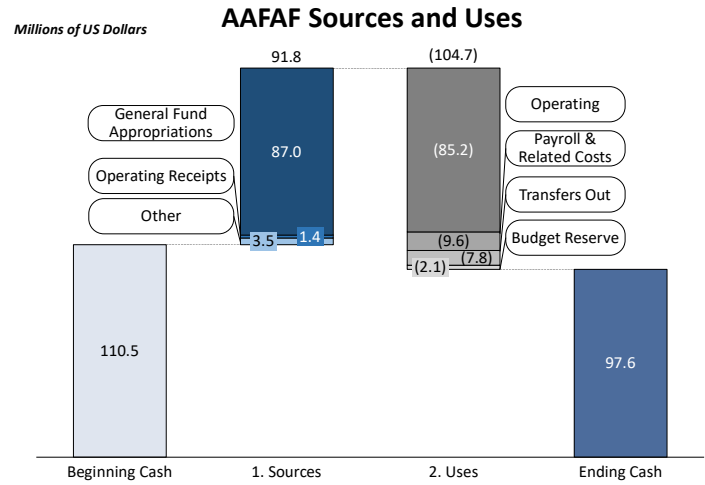 AAFAF Sources and Uses
Millions of US Dollars
91.8
(104.7)
General Fund
Appropriations
Operating Receipts
Other
87.0
3.5
1.4
(85.2)
(9.6)
(7.8)
(2.1)
Operating
Payroll &
Related Costs
Transfers Out
Budget Reserve
110.5
97.6
Beginning Cash
1. Sources
2. Uses
Ending Cash